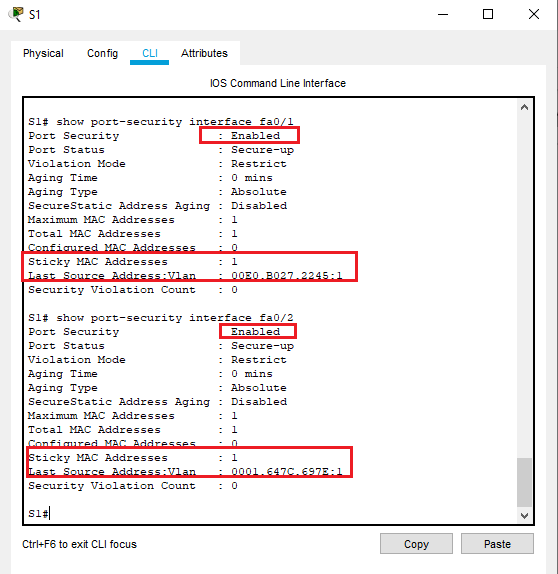 S1
Physical Config CLI Attributes
IOS Command Line Interface
S1# show port-security interface fa0/1
Port Security : Enabled
Port Status : Secure-up
Violation Mode : Restrict
Aging Time : 0 mins
Aging Type : Absolute
SecureStatic Address Aging : Disabled
Maximum MAC Addresses : 1
Total MAC Addresses : 1
Configured MAC Addresses : 0
Sticky MAC Addresses : 1
Last Source Address:Vlan : 00E0.B027.2245:1
Security Violation Count : 0
S1# show port-security interface fa0/2
Port Security : Enabled
Port Status : Secure-up
Violation Mode : Restrict
Aging Time : 0 mins
Aging Type : Absolute
SecureStatic Address Aging : Disabled
Maximum MAC Addresses : 1
Total MAC Addresses : 1
Configured MAC Addresses : 0
Sticky MAC Addresses : 1
Last Source Address:Vlan : 0001.647C.697E:1
Security Violation Count : 0
S1#
Ctrl+F6 to exit CLI focus Copy Paste